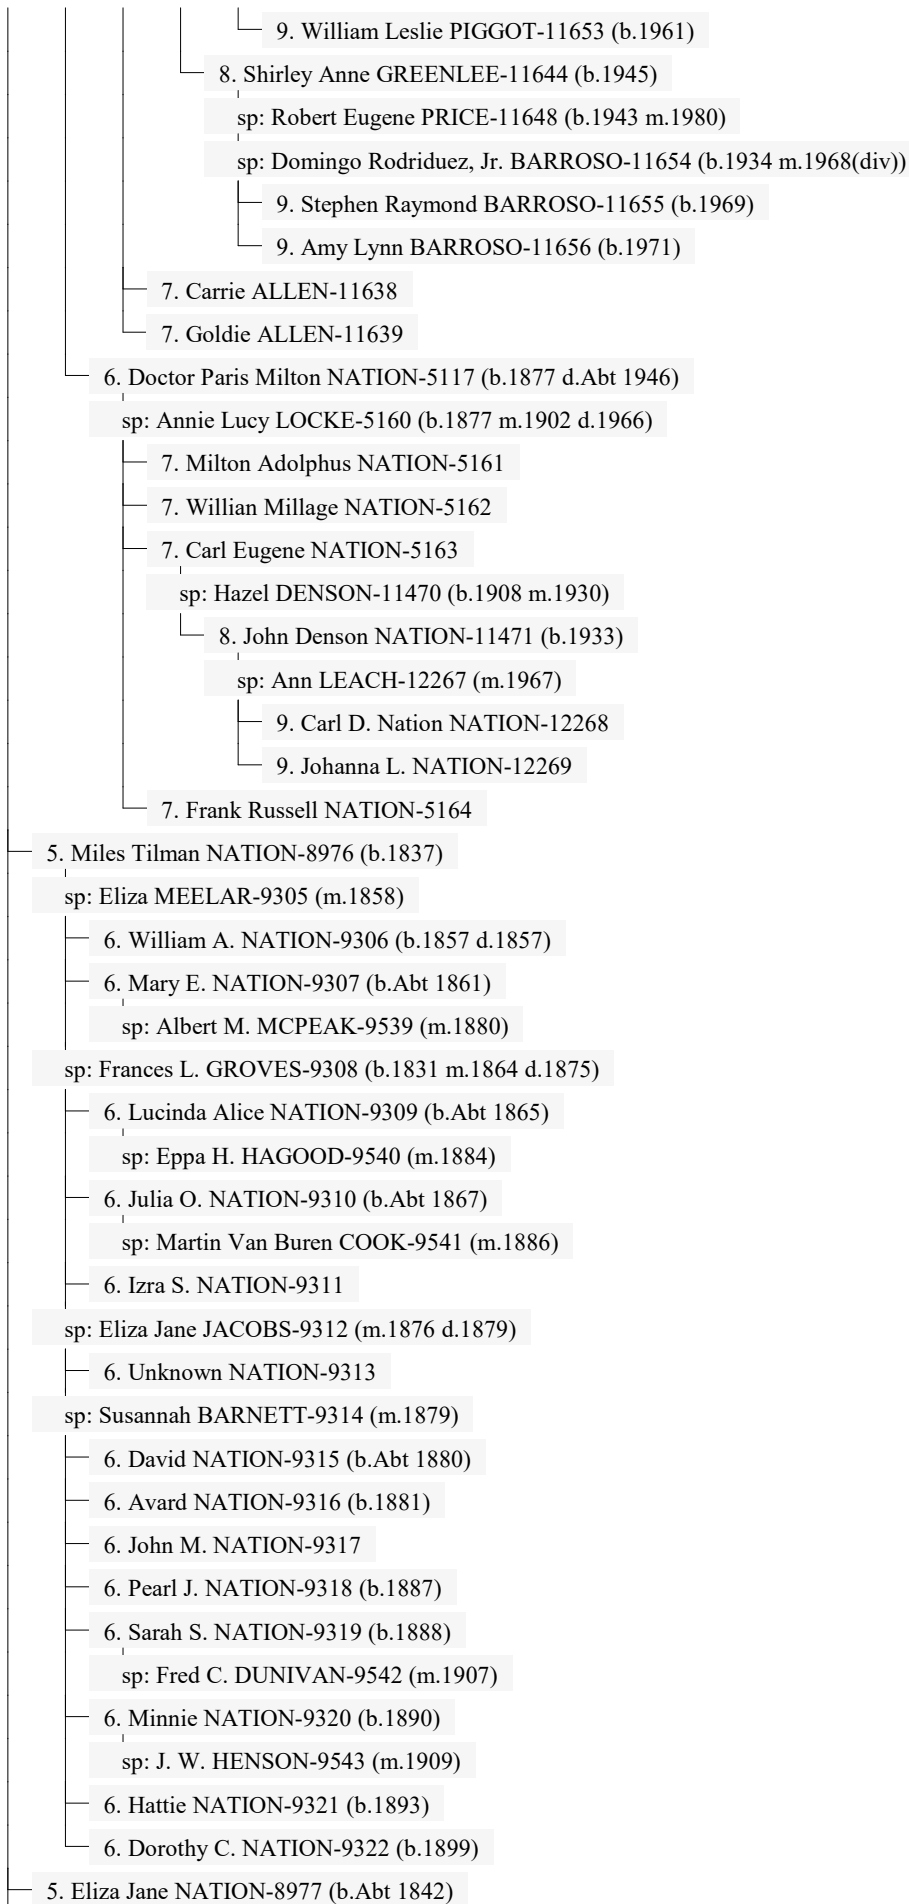 9. William Leslie PIGGOT-11653 (b.1961)
8. Shirley Anne GREENLEE-11644 (b.1945)
sp: Robert Eugene PRICE-11648 (b.1943 m.1980)
sp: Domingo Rodriduez, Jr. BARROSO-11654 (b.1934 m.1968(div))
9. Stephen Raymond BARROSO-11655 (b.1969)
9. Amy Lynn BARROSO-11656 (b.1971)
7. Carrie ALLEN-11638
7. Goldie ALLEN-11639
6. Doctor Paris Milton NATION-5117 (b.1877 d.Abt 1946)
sp: Annie Lucy LOCKE-5160 (b.1877 m.1902 d.1966)
7. Milton Adolphus NATION-5161
7. Willian Millage NATION-5162
7. Carl Eugene NATION-5163
sp: Hazel DENSON-11470 (b.1908 m.1930)
8. John Denson NATION-11471 (b.1933)
sp: Ann LEACH-12267 (m.1967)
9. Carl D. Nation NATION-12268
9. Johanna L. NATION-12269
7. Frank Russell NATION-5164
5. Miles Tilman NATION-8976 (b.1837)
sp: Eliza MEELAR-9305 (m.1858)
6. William A. NATION-9306 (b.1857 d.1857)
6. Mary E. NATION-9307 (b.Abt 1861)
sp: Albert M. MCPEAK-9539 (m.1880)
sp: Frances L. GROVES-9308 (b.1831 m.1864 d.1875)
6. Lucinda Alice NATION-9309 (b.Abt 1865)
sp: Eppa H. HAGOOD-9540 (m.1884)
6. Julia O. NATION-9310 (b.Abt 1867)
sp: Martin Van Buren COOK-9541 (m.1886)
6. Izra S. NATION-9311
sp: Eliza Jane JACOBS-9312 (m.1876 d.1879)
6. Unknown NATION-9313
sp: Susannah BARNETT-9314 (m.1879)
6. David NATION-9315 (b.Abt 1880)
6. Avard NATION-9316 (b.1881)
6. John M. NATION-9317
6. Pearl J. NATION-9318 (b.1887)
6. Sarah S. NATION-9319 (b.1888)
sp: Fred C. DUNIVAN-9542 (m.1907)
6. Minnie NATION-9320 (b.1890)
sp: J. W. HENSON-9543 (m.1909)
6. Hattie NATION-9321 (b.1893)
6. Dorothy C. NATION-9322 (b.1899)
5. Eliza Jane NATION-8977 (b.Abt 1842)